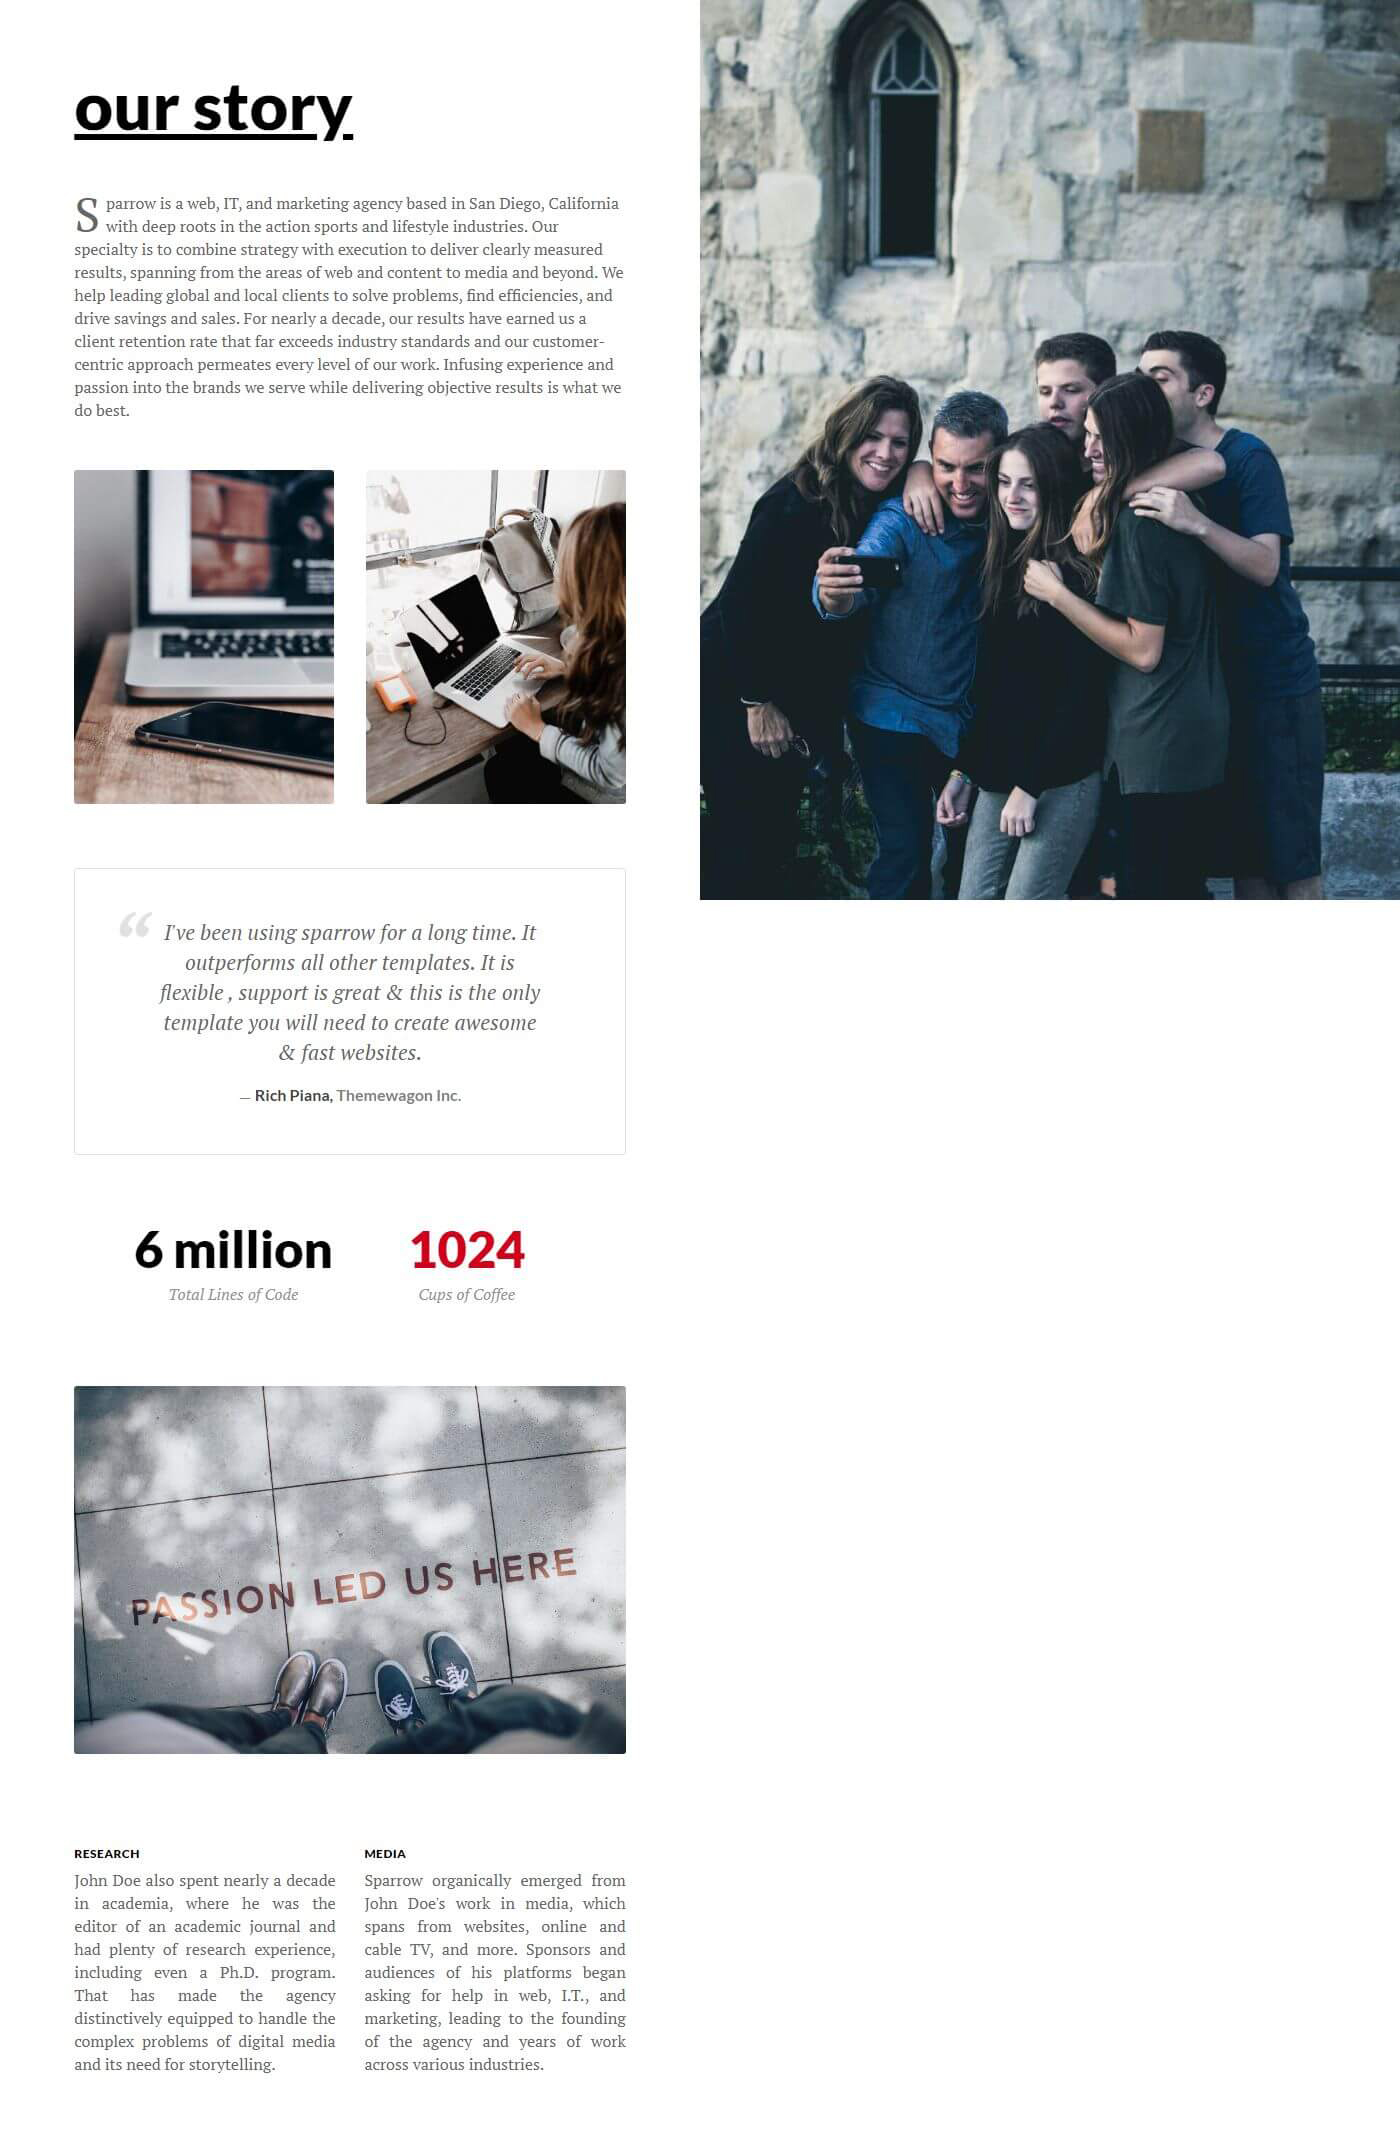 our story
Sparrow is a web, IT, and marketing agency based in San Diego, California
with deep roots in the action sports and lifestyle industries. Our
specialty is to combine strategy with execution to deliver clearly measured
results, spanning from the areas of web and content to media and beyond. We
help leading global and local clients to solve problems, find efficiencies, and
drive savings and sales. For nearly a decade, our results have earned us a
client retention rate that far exceeds industry standards and our customer-
centric approach permeates every level of our work. Infusing experience and
passion into the brands we serve while delivering objective results is what we
do best.
“ I've been using sparrow for a long time. It
outperforms all other templates. It is
flexible , support is great & this is the only
template you will need to create awesome
& fast websites.
— Rich Piana, Themewagon Inc.
6 million
Total Lines of Code
1024
Cups of Coffee
PASSION LED US HERE
RESEARCH
John Doe also spent nearly a decade
in academia, where he was the
editor of an academic journal and
had plenty of research experience,
including even a Ph.D. program.
That has made the agency
distinctively equipped to handle the
complex problems of digital media
and its need for storytelling.
MEDIA
Sparrow organically emerged from
John Doe's work in media, which
spans from websites, online and
cable TV, and more. Sponsors and
audiences of his platforms began
asking for help in web, I.T., and
marketing, leading to the founding
of the agency and years of work
across various industries.